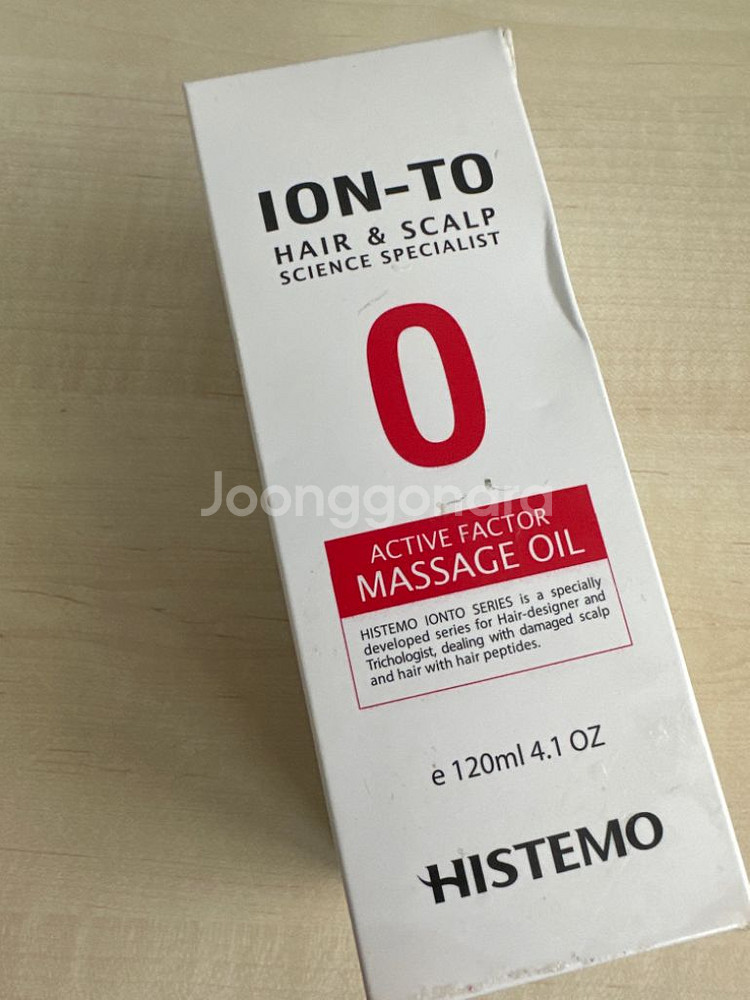 ION-TO
HAIR & SCALP
SCIENCE SPECIALIST
0
Joonggonara
ACTIVE FACTOR
MASSAGE OIL
HISTEMO IONTO SERIES is a specially
developed series for Hair-designer and
Trichologist, dealing with damaged scalp
and hair with hair peptides.
e 120ml 4.1 OZ
HISTEMO